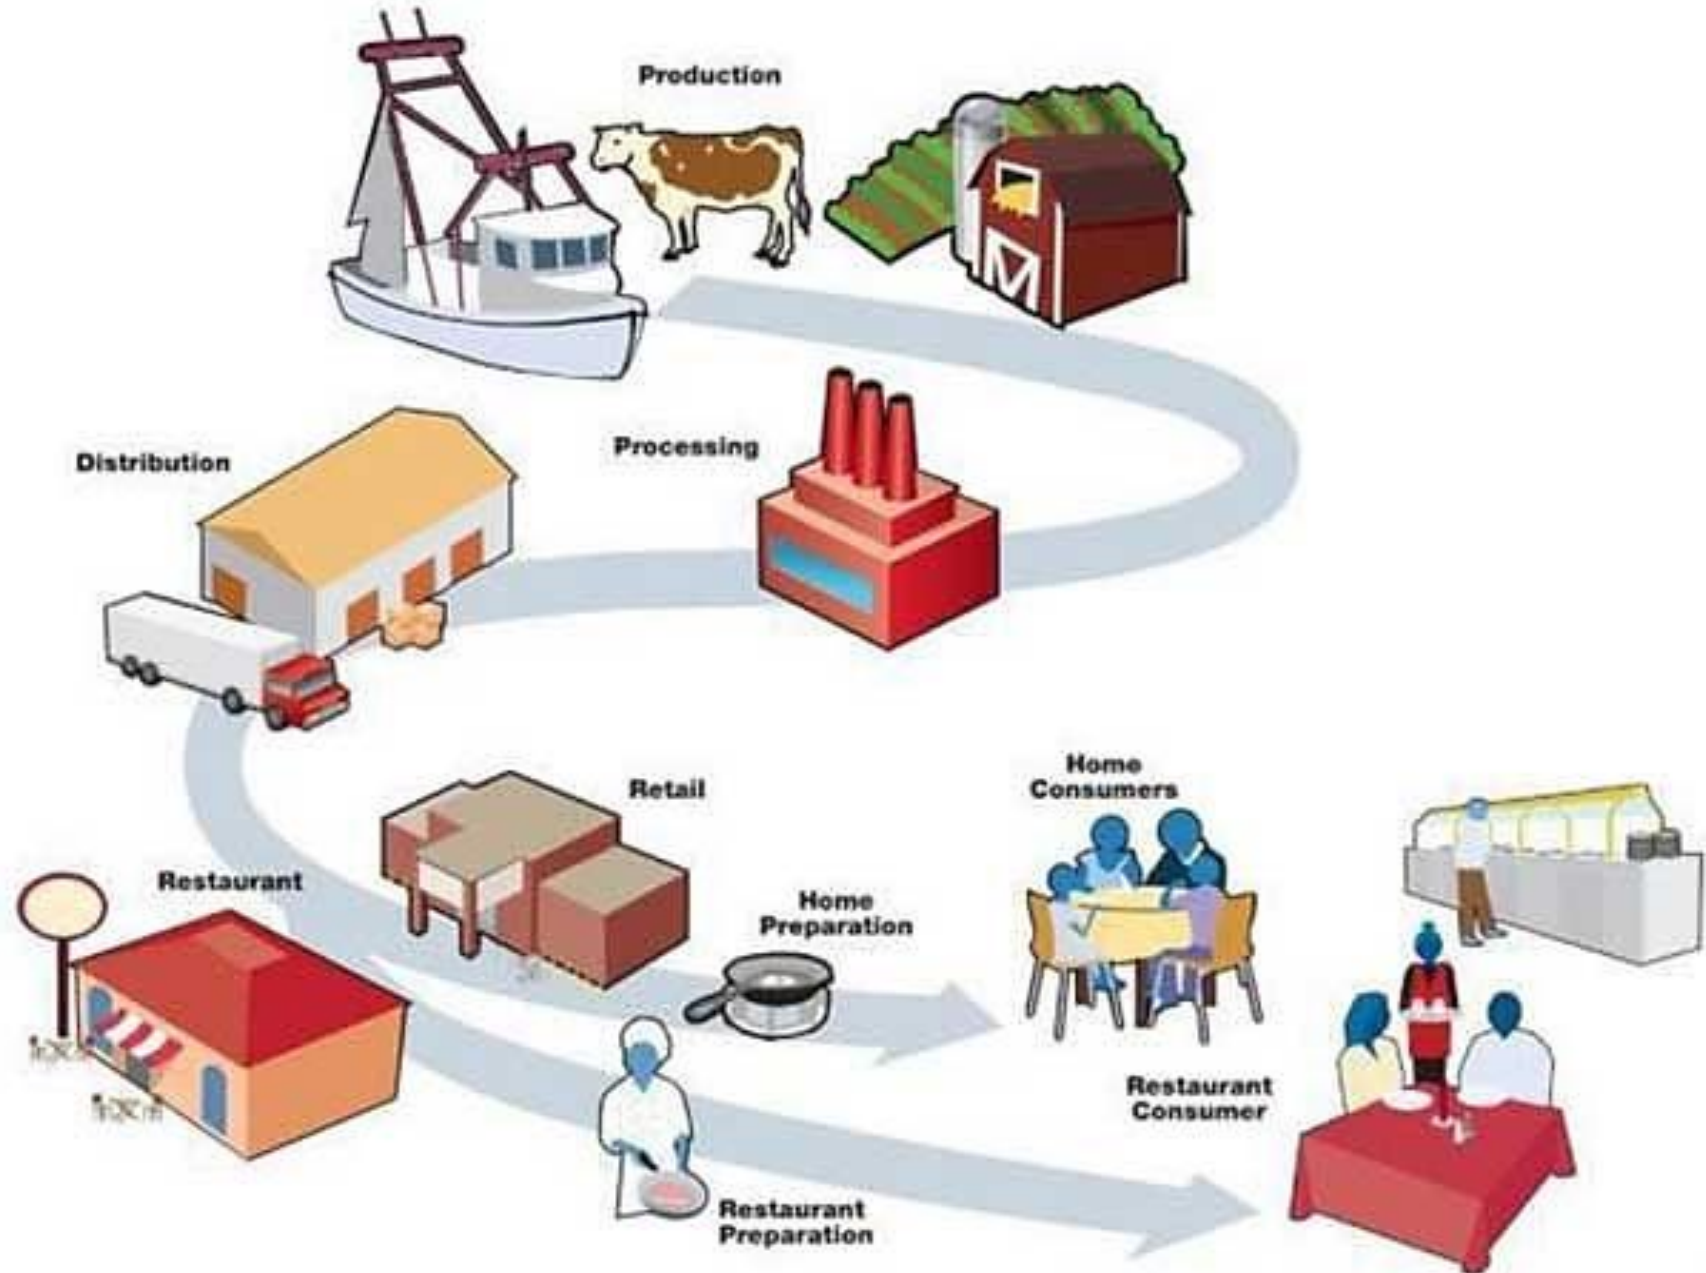 Production
Processing
Distribution
Retail
Home
Consumers
Restaurant
Home
Preparation
Restaurant
Consumer
Restaurant
Preparation